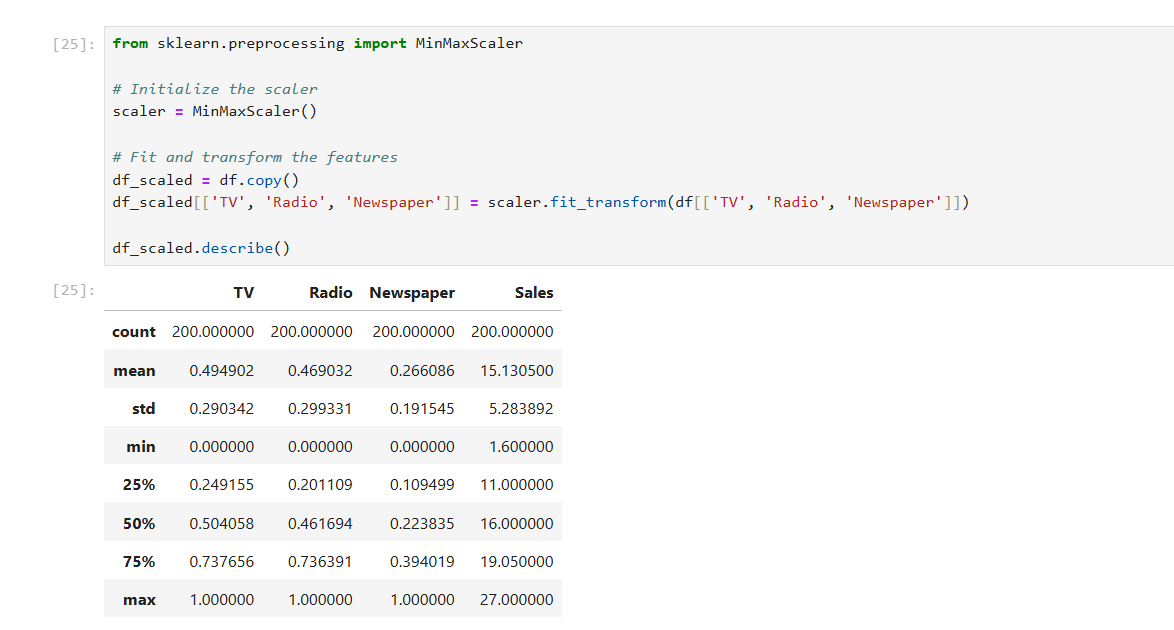 [25]: from sklearn.preprocessing import MinMaxScaler
# Initialize the scaler
scaler = MinMaxScaler()
# Fit and transform the features
df_scaled = df.copy()
df_scaled[['TV', 'Radio', 'Newspaper']] = scaler.fit_transform(df[['TV', 'Radio', 'Newspaper']])
df_scaled.describe()
[25]: TV Radio Newspaper Sales
count 200.000000 200.000000 200.000000 200.000000
mean 0.494902 0.469032 0.266086 15.130500
std 0.290342 0.299331 0.191545 5.283892
min 0.000000 0.000000 0.000000 1.600000
25% 0.249155 0.201109 0.109499 11.000000
50% 0.504058 0.461694 0.223835 16.000000
75% 0.737656 0.736391 0.394019 19.050000
max 1.000000 1.000000 1.000000 27.000000